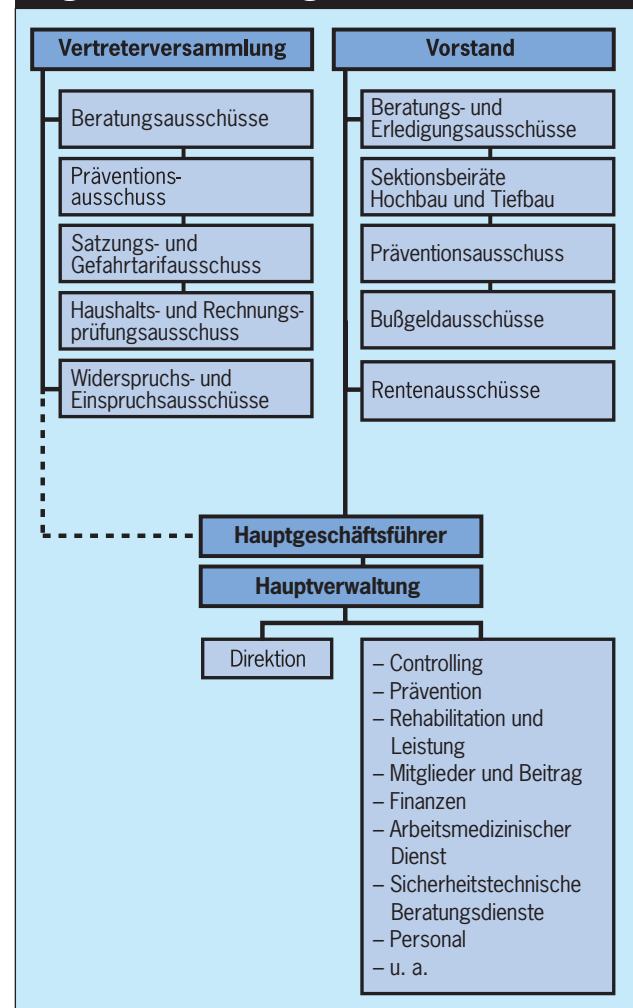 Vertreterversammlung
Beratungsausschüsse
Präventions-
ausschuss
Satzungs- und
Gefahrtarifausschuss
Haushalts- und Rechnungs-
prüfungsausschuss
Widerspruchs- und
Einspruchsausschüsse
Vorstand
Beratungs- und
Erledigungsausschüsse
Sektionsbeiräte
Hochbau und Tiefbau
Präventionsausschuss
Bußgeldausschüsse
Rentenausschüsse
Hauptgeschäftsführer
Hauptverwaltung
Direktion
– Controlling
– Prävention
– Rehabilitation und
Leistung
– Mitglieder und Beitrag
– Finanzen
– Arbeitsmedizinischer
Dienst
– Sicherheitstechnische
Beratungsdienste
– Personal
– u. a.